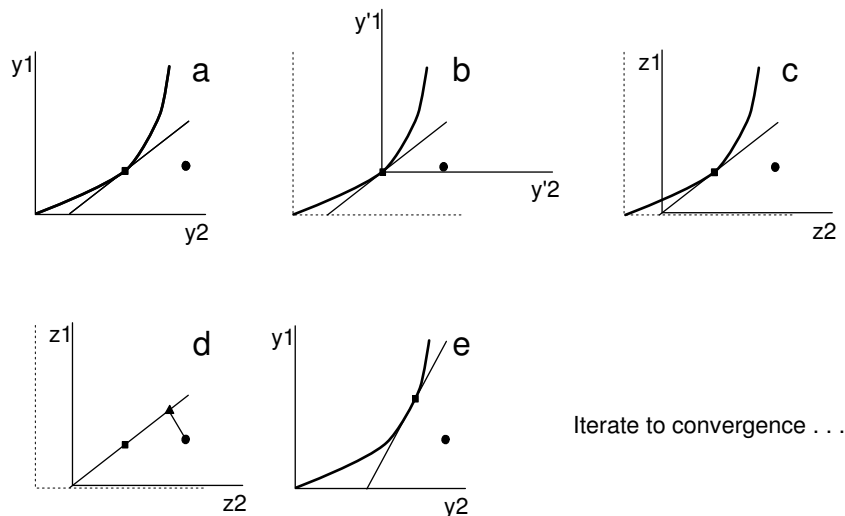 y1
a
y2
y'1
b
y'2
z1
c
z2
z1
d
z2
y1
e
y2
Iterate to convergence . . .